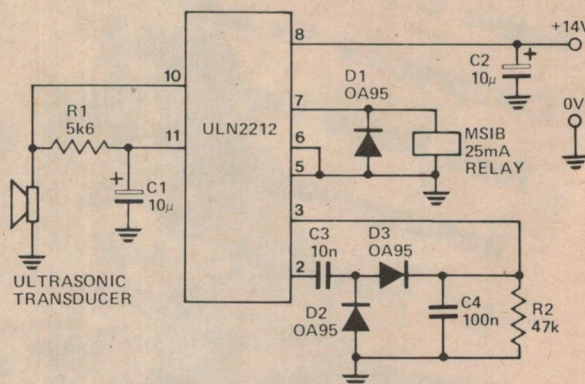 +14V
8
C2
10μ
10
D1
OA95
0V
R1
5k6
7
11
ULN2212
6
MSIB
25mA
RELAY
5
C1
10μ
3
C3
10n
D3
OA95
2
ULTRASONIC
TRANSDUCER
D2
OA95
C4
100n
R2
47k